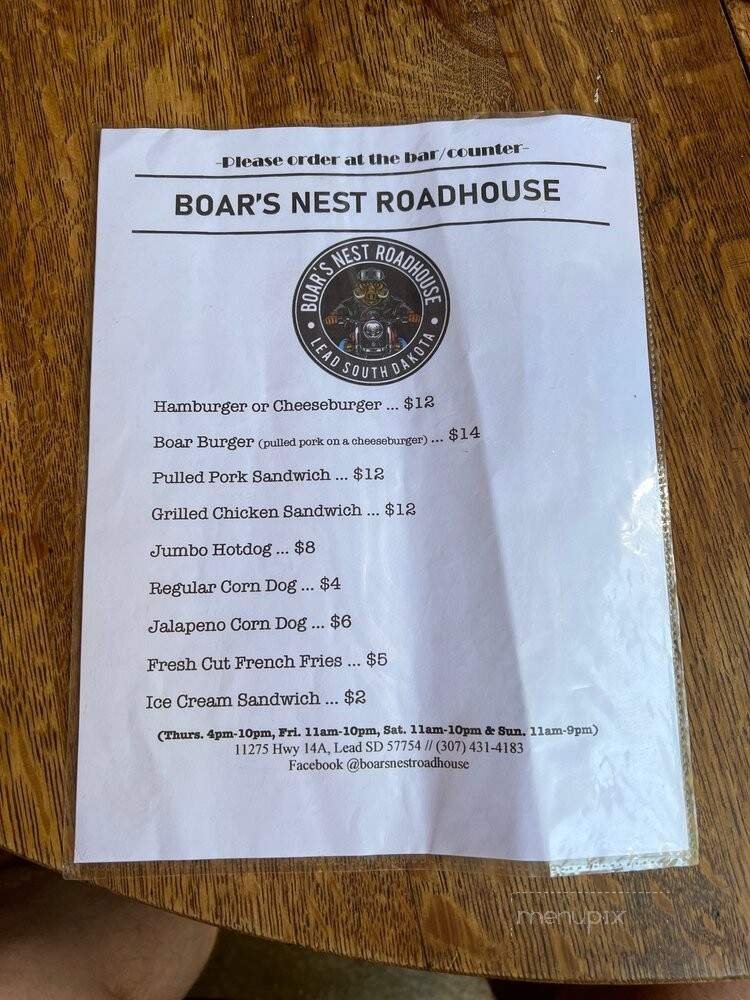 -Please order at the bar/counter-
BOAR'S NEST ROADHOUSE
BOAR'S NEST ROADHOUSE
• LEAD SOUTH DAKOTA •
Hamburger or Cheeseburger ... $12
Boar Burger (pulled pork on a cheeseburger) ... $14
Pulled Pork Sandwich ... $12
Grilled Chicken Sandwich ... $12
Jumbo Hotdog ... $8
Regular Corn Dog ... $4
Jalapeno Corn Dog ... $6
Fresh Cut French Fries ... $5
Ice Cream Sandwich ... $2
(Thurs. 4pm-10pm, Fri. 11am-10pm, Sat. 11am-10pm & Sun. 11am-9pm)
11275 Hwy 14A, Lead SD 57754 // (307) 431-4183
Facebook @boarsnestroadhouse
menupix